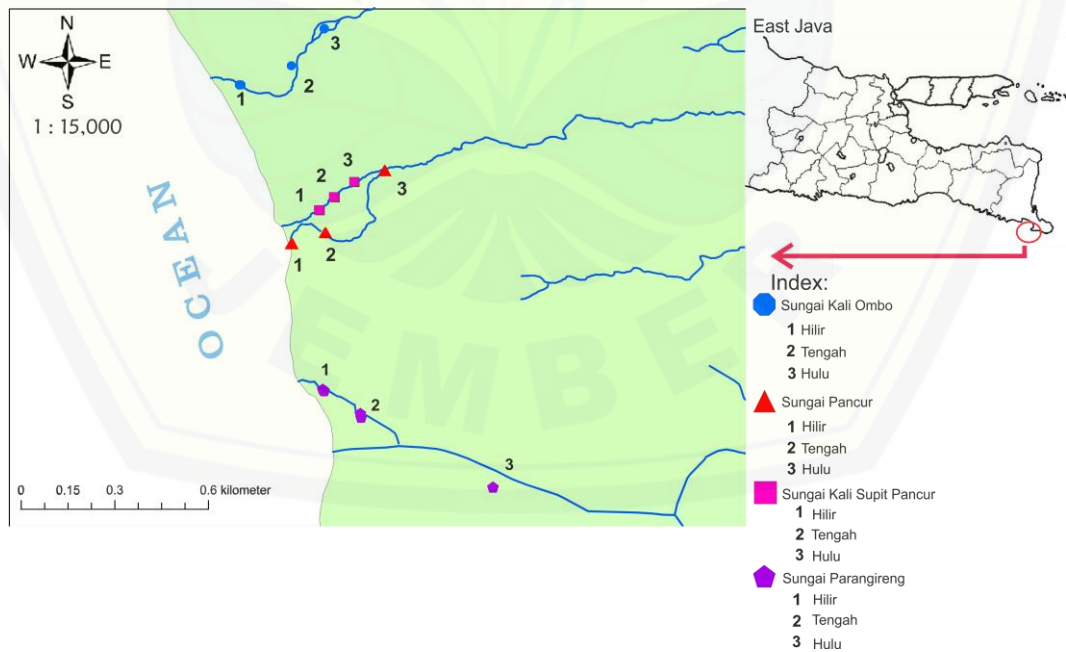 N
W E
S
1 : 15,000
OCEAN
3
2
1
3
2
1
3
2
1
1
2
3
0 0.15 0.3 0.6 kilometer
East Java
Index:
Sungai Kali Ombo
1 Hilir
2 Tengah
3 Hulu
Sungai Pancur
1 Hilir
2 Tengah
3 Hulu
Sungai Kali Supit Pancur
1 Hilir
2 Tengah
3 Hulu
Sungai Parangireng
1 Hilir
2 Tengah
3 Hulu
JEMBER